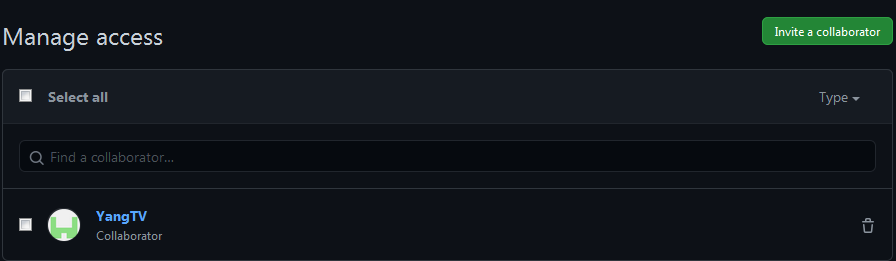 Manage access
Invite a collaborator
Select all
Type
Find a collaborator...
YangTV
Collaborator